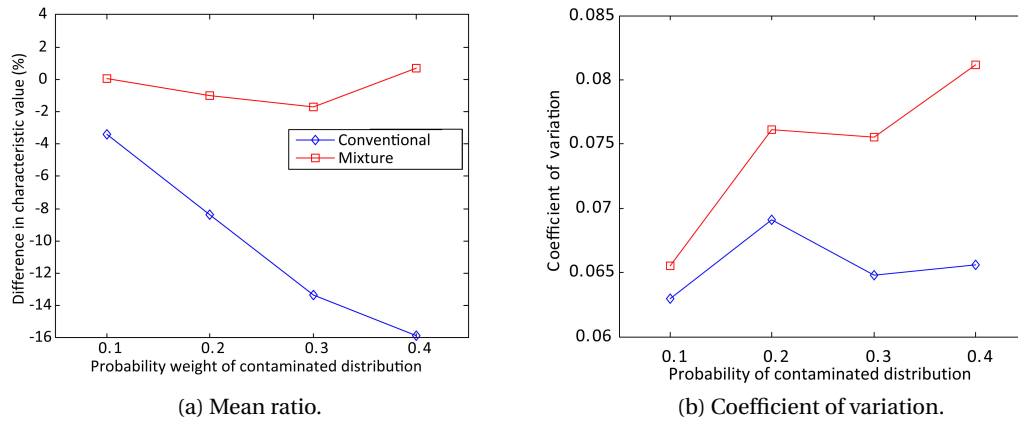 4
2
0
-2
-4
-6
-8
-10
-12
-14
-16
Difference in characteristic value (%)
Conventional
Mixture
0.1 0.2 0.3 0.4
Probability weight of contaminated distribution
(a) Mean ratio.
0.085
0.08
0.075
0.07
0.065
0.06
Coefficient of variation
0.1 0.2 0.3 0.4
Probability of contaminated distribution
(b) Coefficient of variation.